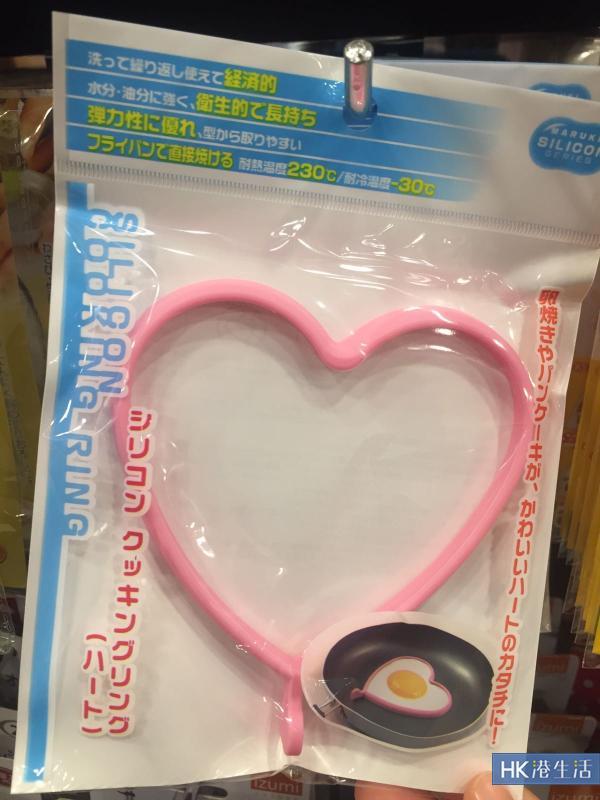 洗って繰り返し使えて経済的
水分・油分に強く、衛生的で長持ち
弾力性に優れ、型から取りやすい
フライパンで直接焼ける 耐熱温度230℃/耐冷温度-30℃
MARUKI
SILICON
SERIES
SILICON
COOKING RING
シリコン クッキングリング
(ハート)
卵焼きやパンケーキが、かわいいハートのカタチに!
izumi
HK港生活